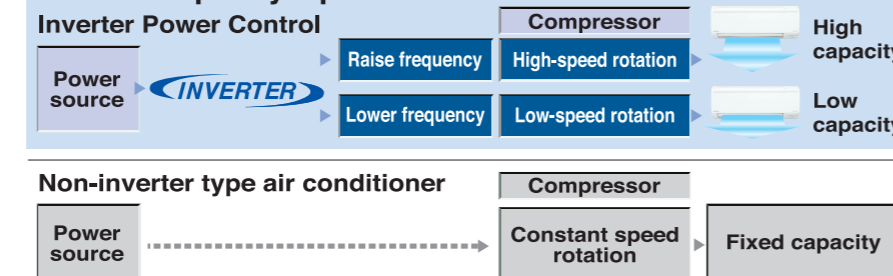 Inverter Power Control
Compressor
Power
source
INVERTER
Raise frequency
High-speed rotation
High
capacity
Lower frequency
Low-speed rotation
Low
capacity
Non-inverter type air conditioner
Compressor
Power
source
Constant speed
rotation
Fixed capacity